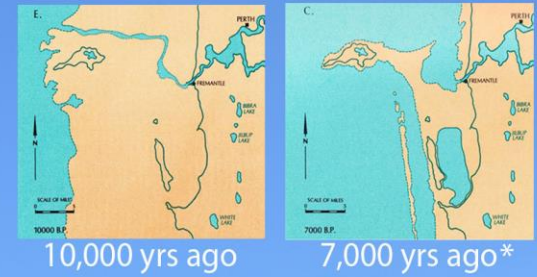 E.
PERTH
FREMANTLE
BIBRA
LAKE
JUBUP
LAKE
N
SCALE OF MILES
WHITE
LAKE
10000 B.P.
10,000 yrs ago
C.
PERTH
FREMANTLE
BIBRA
LAKE
JUBUP
LAKE
N
SCALE OF MILES
WHITE
LAKE
7000 B.P.
7,000 yrs ago*